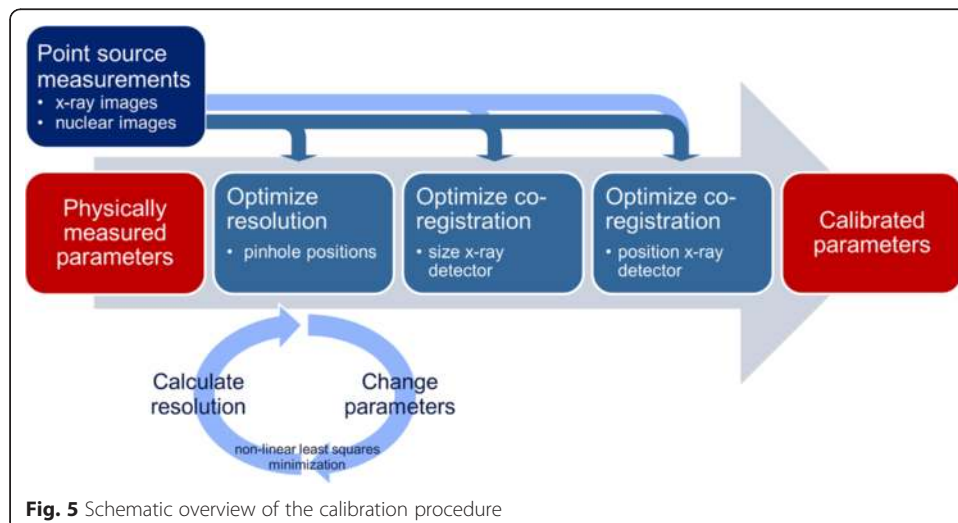 Point source
measurements
• x-ray images
• nuclear images
Physically
measured
parameters
Optimize
resolution
• pinhole positions
Optimize co-
registration
• size x-ray
detector
Optimize co-
registration
• position x-ray
detector
Calibrated
parameters
Calculate
resolution
Change
parameters
non-linear least squares
minimization
Fig. 5 Schematic overview of the calibration procedure